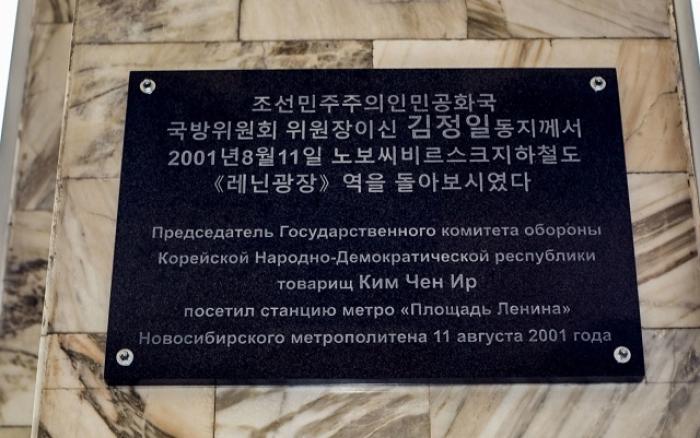 조선민주주의인민공화국
국방위원회 위원장이신 김정일동지께서
2001년8월11일 노보씨비르스크지하철도
《레닌광장》 역을 돌아보시였다
Председатель Государственного комитета обороны
Корейской Народно-Демократической республики
товарищ Ким Чен Ир
посетил станцию метро «Площадь Ленина»
Новосибирского метрополитена 11 августа 2001 года